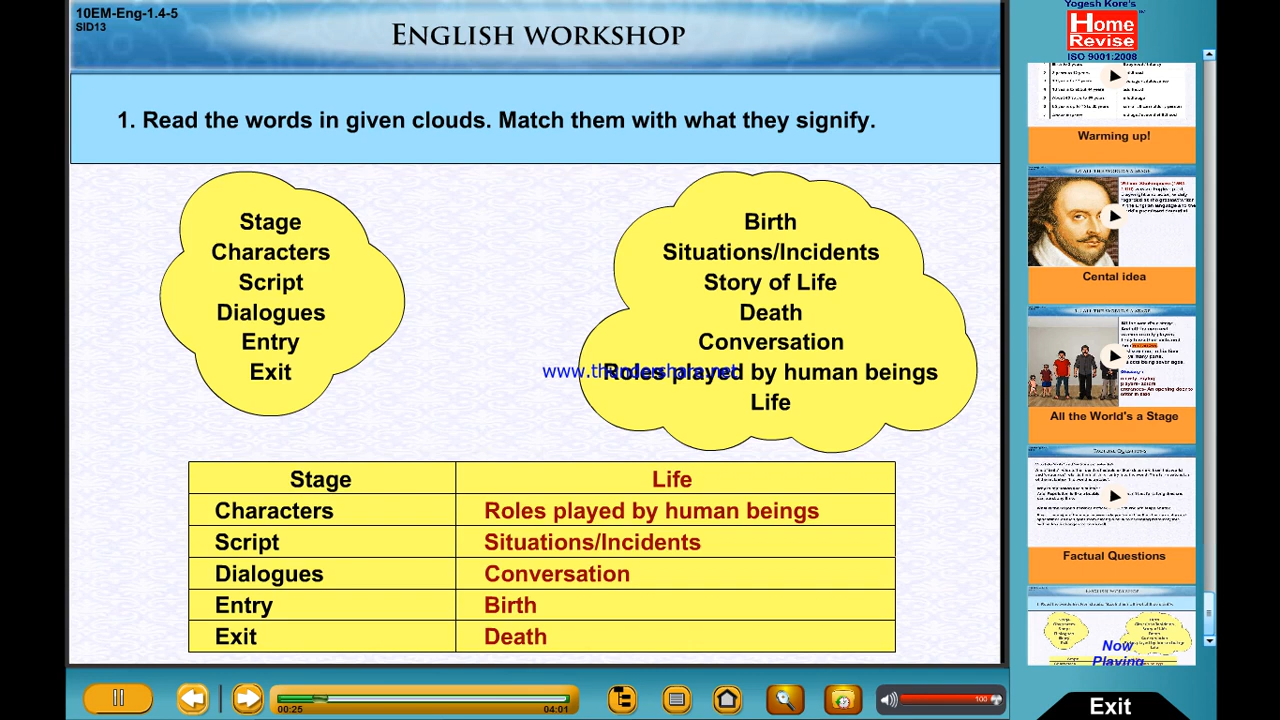 10EM-Eng-1.4-5
SID13
ENGLISH WORKSHOP
1. Read the words in given clouds. Match them with what they signify.
Stage
Characters
Script
Dialogues
Entry
Exit
Birth
Situations/Incidents
Story of Life
Death
Conversation
Roles played by human beings
Life
Stage Life
Characters Roles played by human beings
Script Situations/Incidents
Dialogues Conversation
Entry Birth
Exit Death
00:25 04:01
100
Yogesh Kore's
Home
Revise
ISO 9001:2008
Warming up!
Cental idea
All the World's a Stage
Factual Questions
Now
Playing
Exit